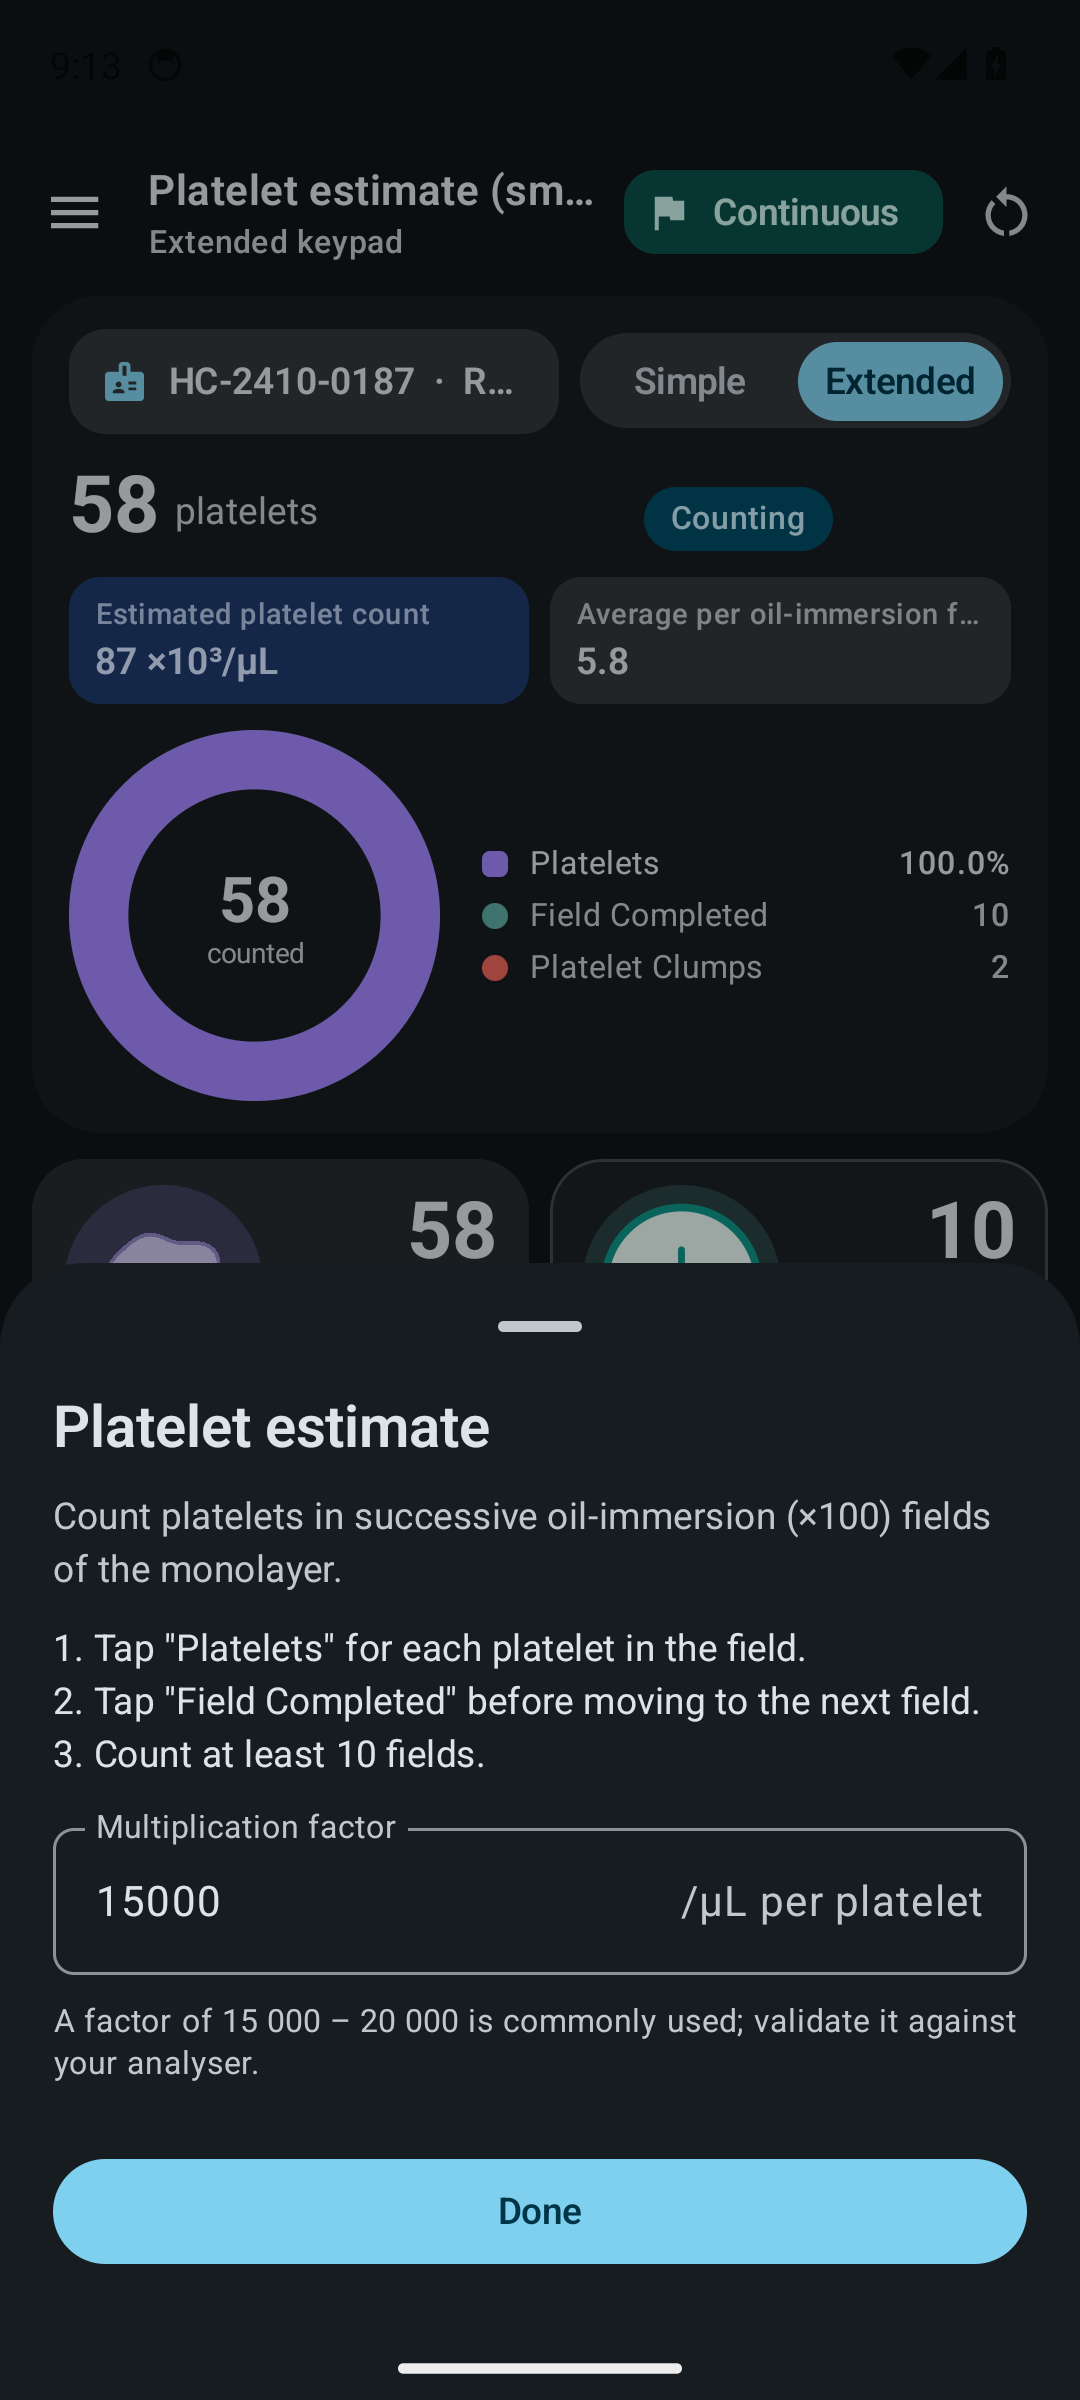 9:13
Platelet estimate (sm…
Extended keypad
Continuous
HC-2410-0187 · R…
Simple
Extended
58 platelets
Counting
Estimated platelet count
87 ×10³/µL
Average per oil-immersion f…
5.8
58
counted
Platelets 100.0%
Field Completed 10
Platelet Clumps 2
58
10
Platelet estimate
Count platelets in successive oil-immersion (×100) fields
of the monolayer.
1. Tap "Platelets" for each platelet in the field.
2. Tap "Field Completed" before moving to the next field.
3. Count at least 10 fields.
Multiplication factor
15000 /µL per platelet
A factor of 15 000 – 20 000 is commonly used; validate it against
your analyser.
Done